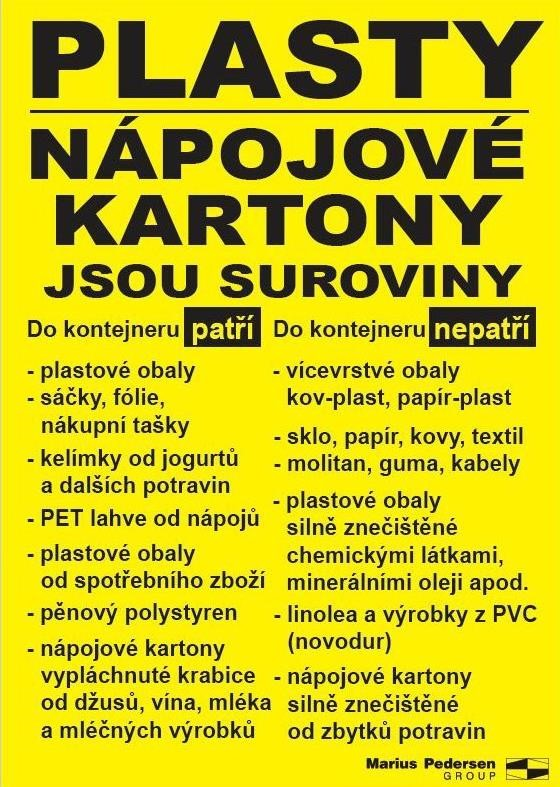 PLASTY
NÁPOJOVÉ
KARTONY
JSOU SUROVINY
Do kontejneru patří
- plastové obaly
- sáčky, fólie,
nákupní tašky
- kelímky od jogurtů
a dalších potravin
- PET lahve od nápojů
- plastové obaly
od spotřebního zboží
- pěnový polystyren
- nápojové kartony
vypláchnuté krabice
od džusů, vína, mléka
a mléčných výrobků
Do kontejneru nepatří
- vícevrstvé obaly
kov-plast, papír-plast
- sklo, papír, kovy, textil
- molitan, guma, kabely
- plastové obaly
silně znečištěné
chemickými látkami,
minerálními oleji apod.
- linolea a výrobky z PVC
(novodur)
- nápojové kartony
silně znečištěné
od zbytků potravin
Marius Pedersen
GROUP